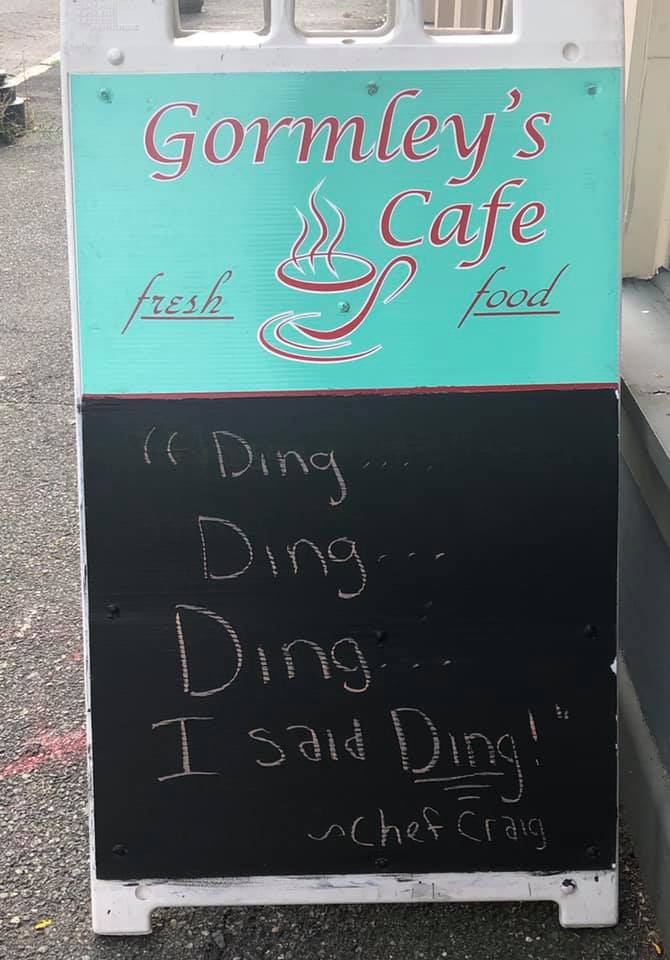 Gormley's
Cafe
fresh food
“Ding.....
Ding...
Ding....
I said Ding!"
~Chef Craig